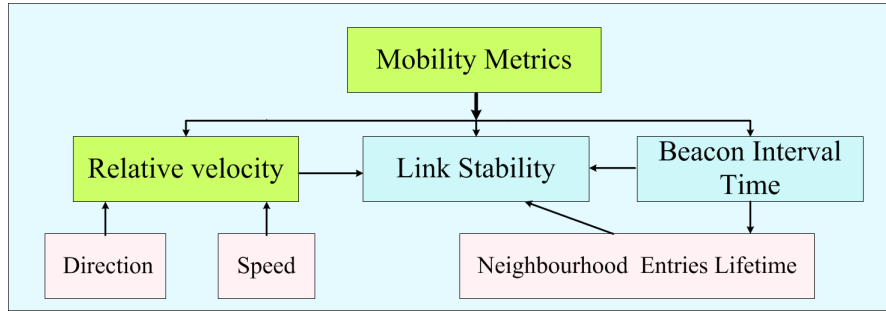 Mobility Metrics
Relative velocity
Link Stability
Beacon Interval
Time
Direction
Speed
Neighbourhood Entries Lifetime